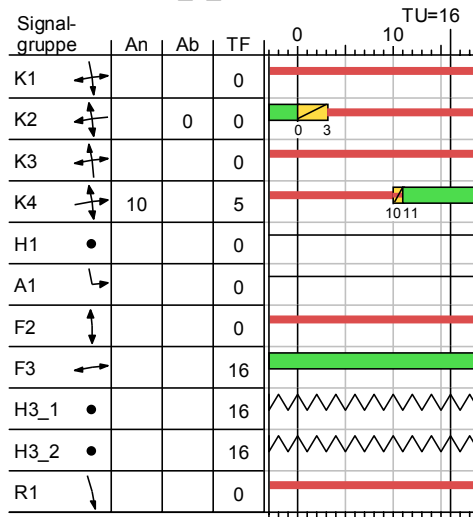 TU=16
Signal-
gruppe An Ab TF 0 10
K1 0
K2 0 0
0 3
K3 0
K4 10 5
10 11
H1 0
A1 0
F2 0
F3 16
H3_1 16
H3_2 16
R1 0